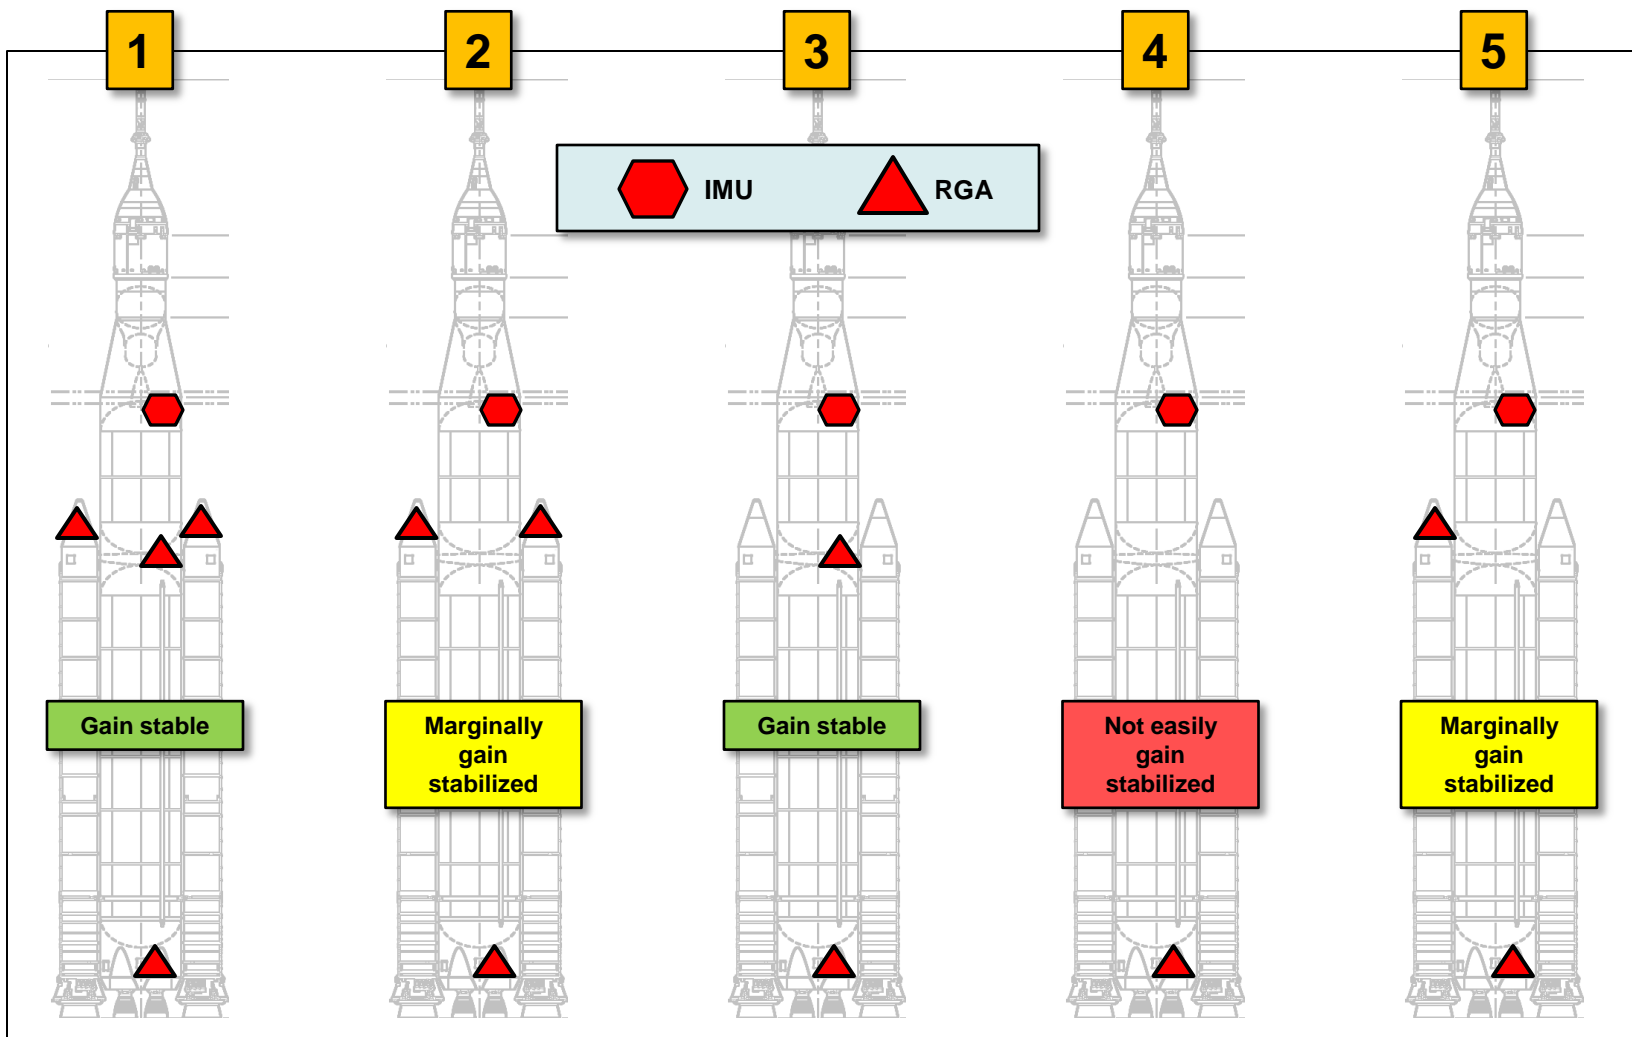 1
2
3
4
5
IMU
RGA
Gain stable
Marginally
gain
stabilized
Gain stable
Not easily
gain
stabilized
Marginally
gain
stabilized